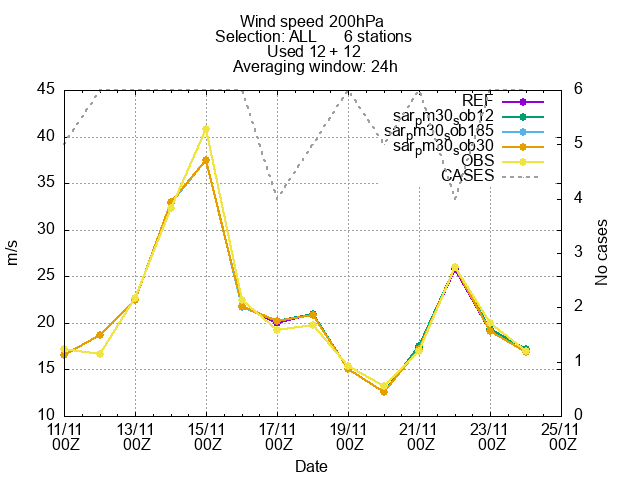 Wind speed 200hPa
Selection: ALL 6 stations
Used 12 + 12
Averaging window: 24h
45
40
35
30
25
20
15
10
m/s
6
5
4
3
2
1
0
No cases
REF
sarpm30sob12
sarpm30sob185
sarpm30sob30
OBS
CASES
11/11 13/11 15/11 17/11 19/11 21/11 23/11 25/11
00Z 00Z 00Z 00Z 00Z 00Z 00Z 00Z
Date